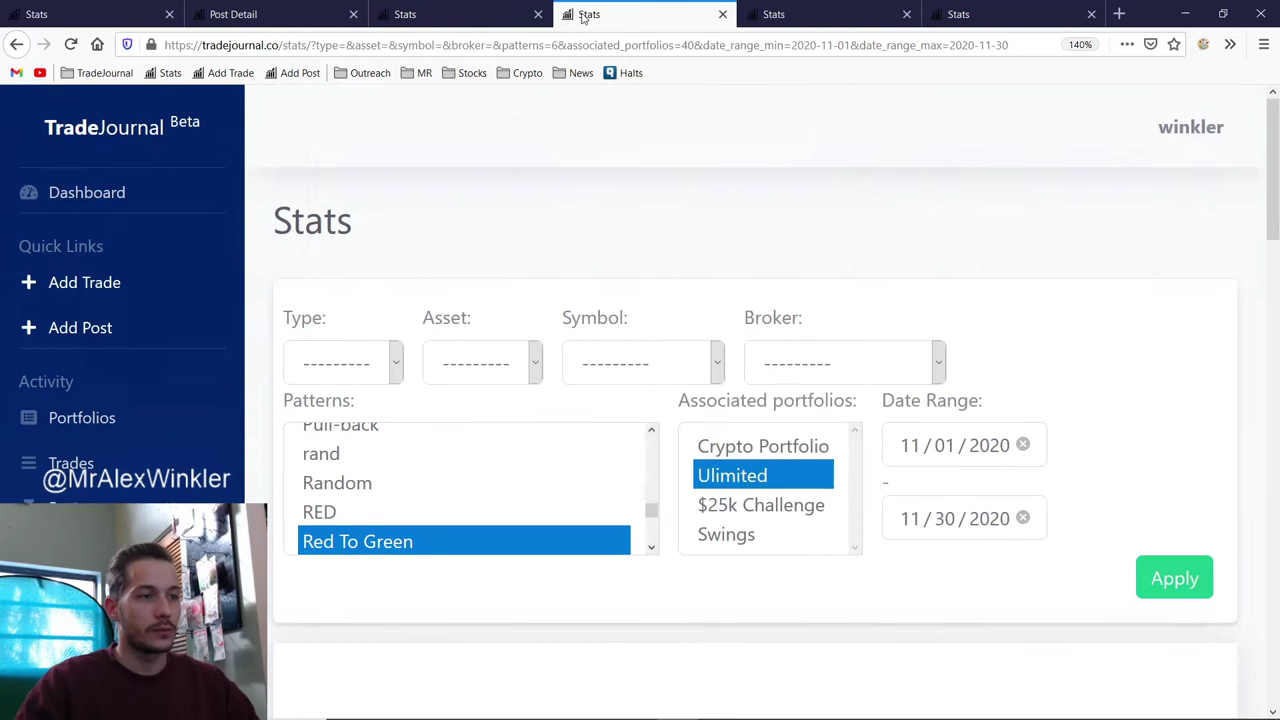 Stats
Post Detail
Stats
Stats
Stats
Stats
https://tradejournal.co/stats/?type=&asset=&symbol=&broker=&patterns=6&associated_portfolios=40&date_range_min=2020-11-01&date_range_max=2020-11-30
140%
TradeJournal
Stats
Add Trade
Add Post
Outreach
MR
Stocks
Crypto
News
Halts
TradeJournal Beta
winkler
Dashboard
Stats
Quick Links
Add Trade
Type:
Asset:
Symbol:
Broker:
Add Post
---------
---------
---------
---------
Activity
Patterns:
Associated portfolios:
Date Range:
Portfolios
Pull-back
rand
Random
RED
Red To Green
Crypto Portfolio
Ulimited
$25k Challenge
Swings
11 / 01 / 2020
-
11 / 30 / 2020
Trades
@MrAlexWinkler
Apply